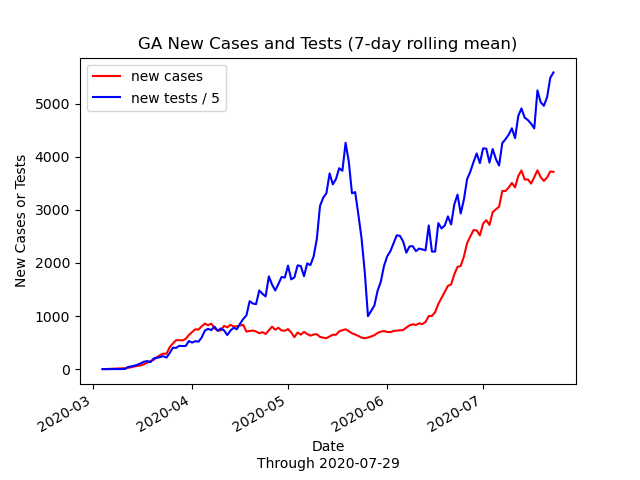 GA New Cases and Tests (7-day rolling mean)
new cases
new tests / 5
5000
4000
3000
2000
1000
0
New Cases or Tests
2020-03
2020-04
2020-05
2020-06
2020-07
Date
Through 2020-07-29